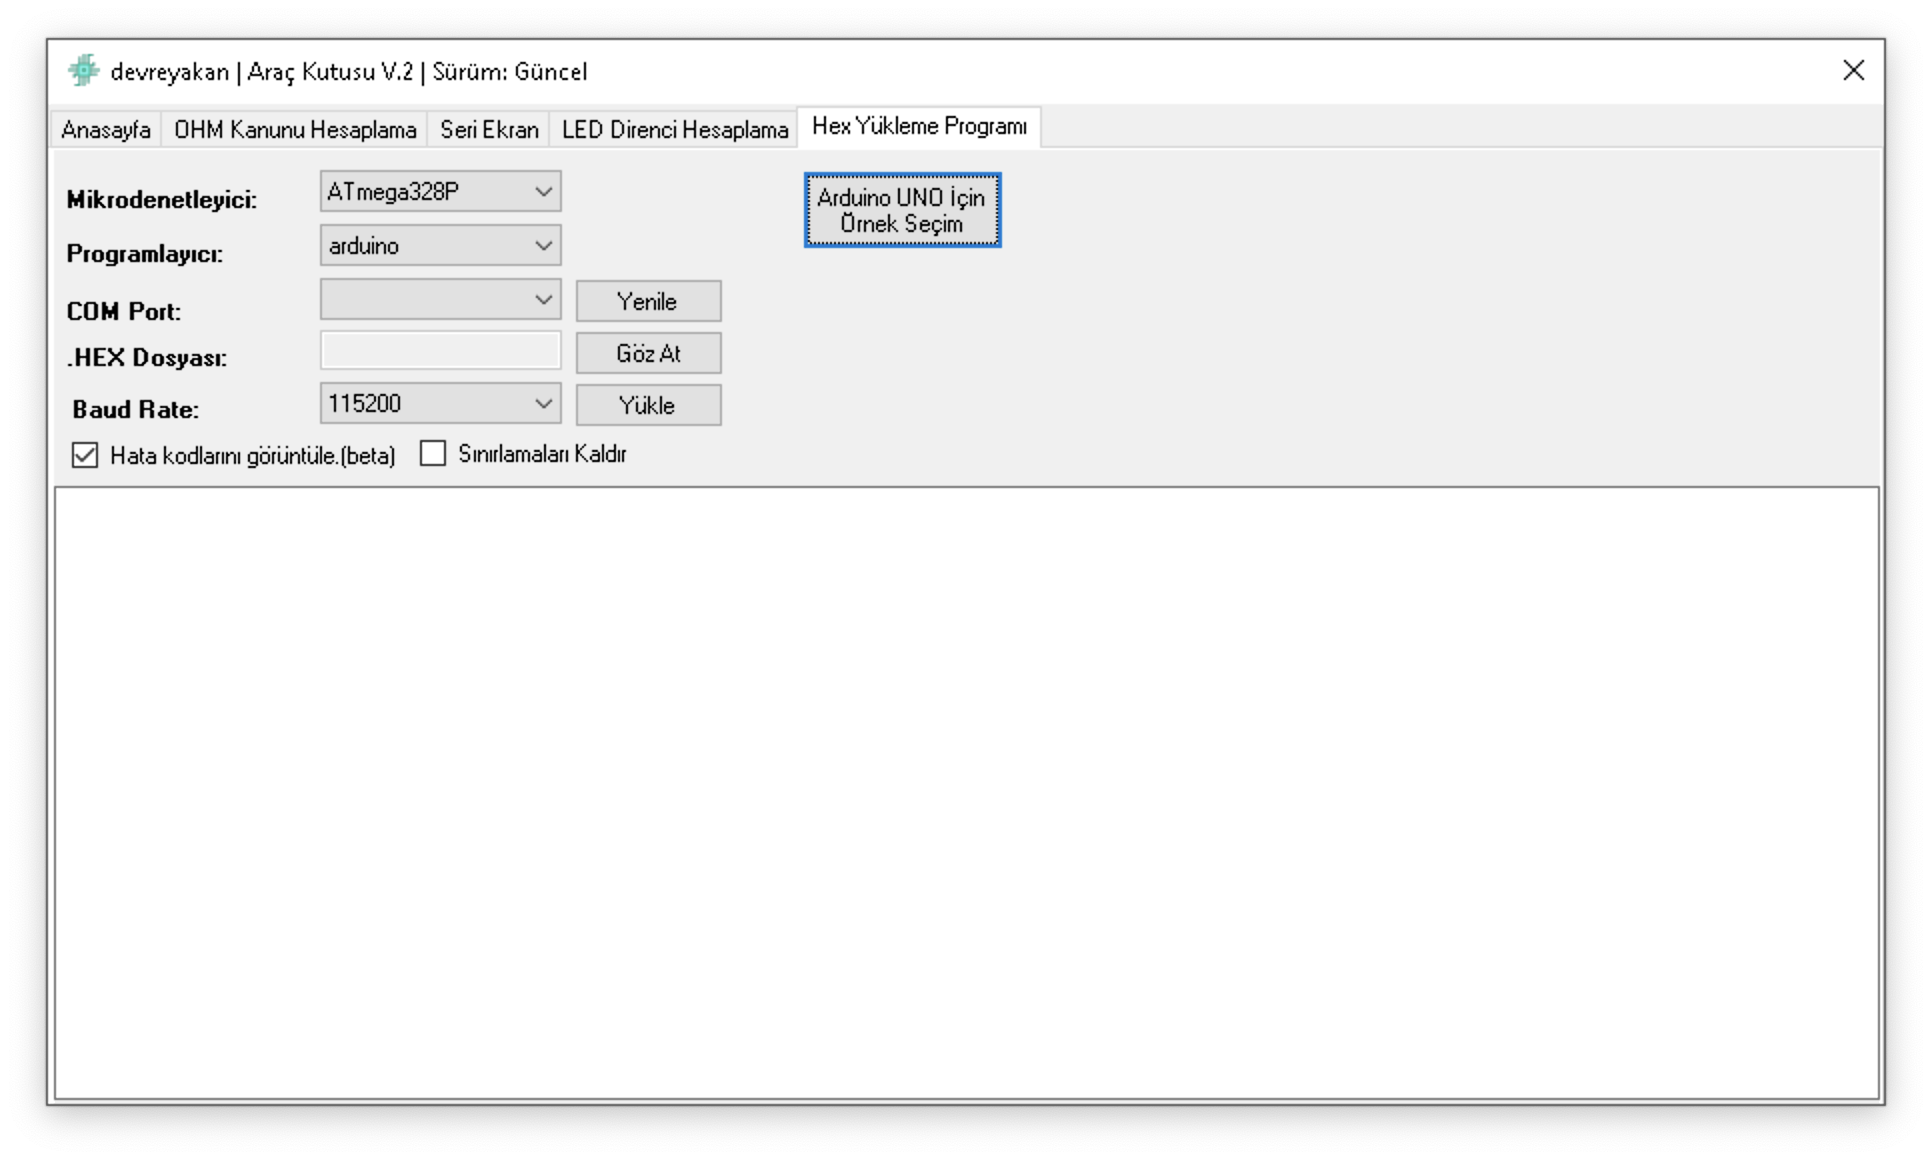 devreyakan | Araç Kutusu V.2 | Sürüm: Güncel
Anasayfa OHM Kanunu Hesaplama Seri Ekran LED Direnci Hesaplama Hex Yükleme Programı
Mikrodenetleyici: ATmega328P
Arduino UNO İçin
Örnek Seçim
Programlayıcı: arduino
COM Port: Yenile
.HEX Dosyası: Göz At
Baud Rate: 115200 Yükle
Hata kodlarını görüntüle.(beta) Sınırlamaları Kaldır